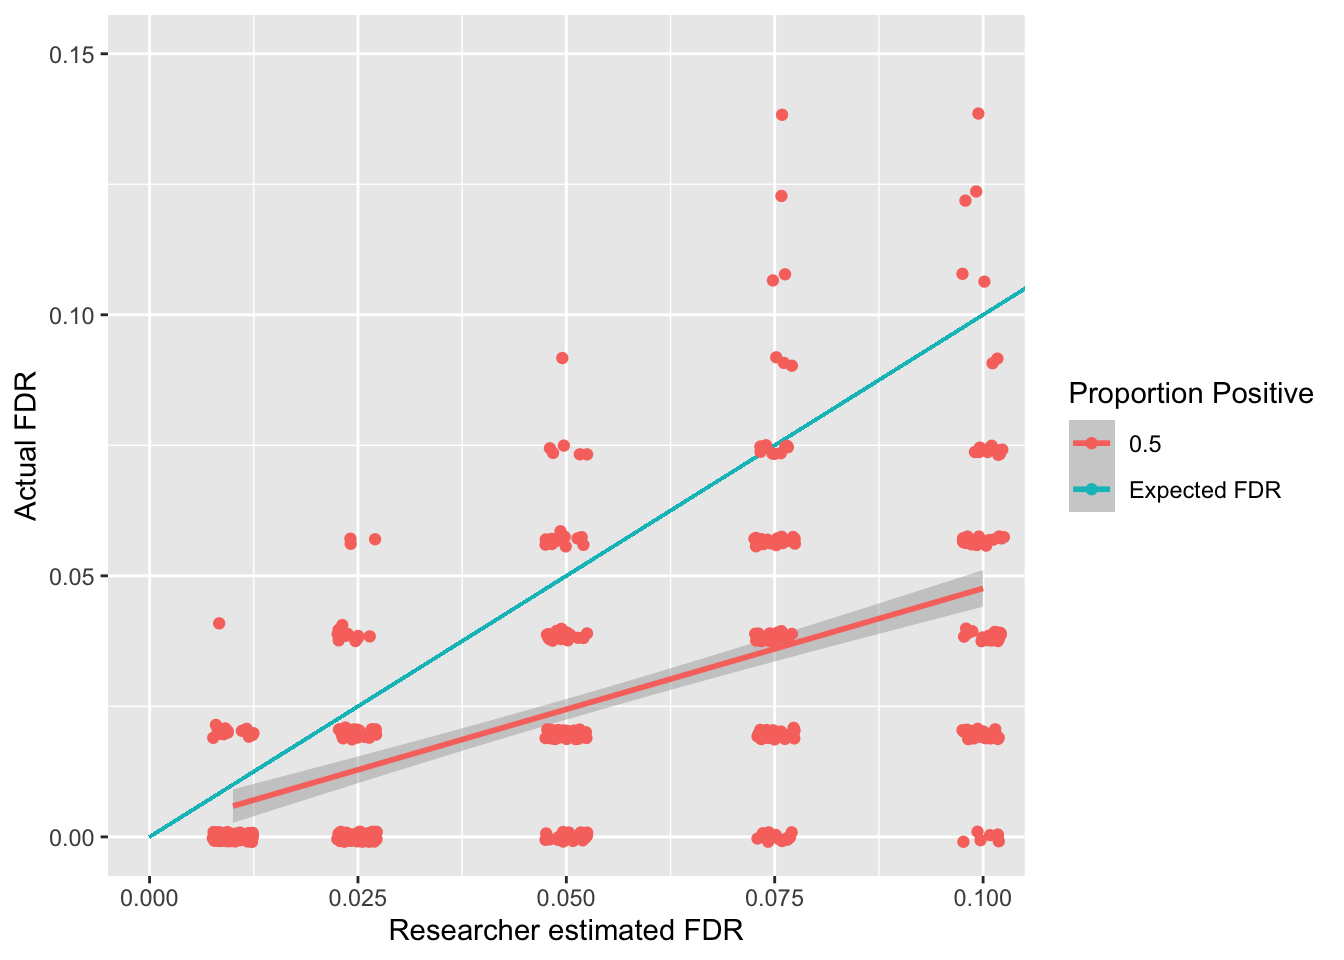 0.15
0.10
0.05
0.00
Actual FDR
0.000 0.025 0.050 0.075 0.100
Researcher estimated FDR
Proportion Positive
0.5
Expected FDR